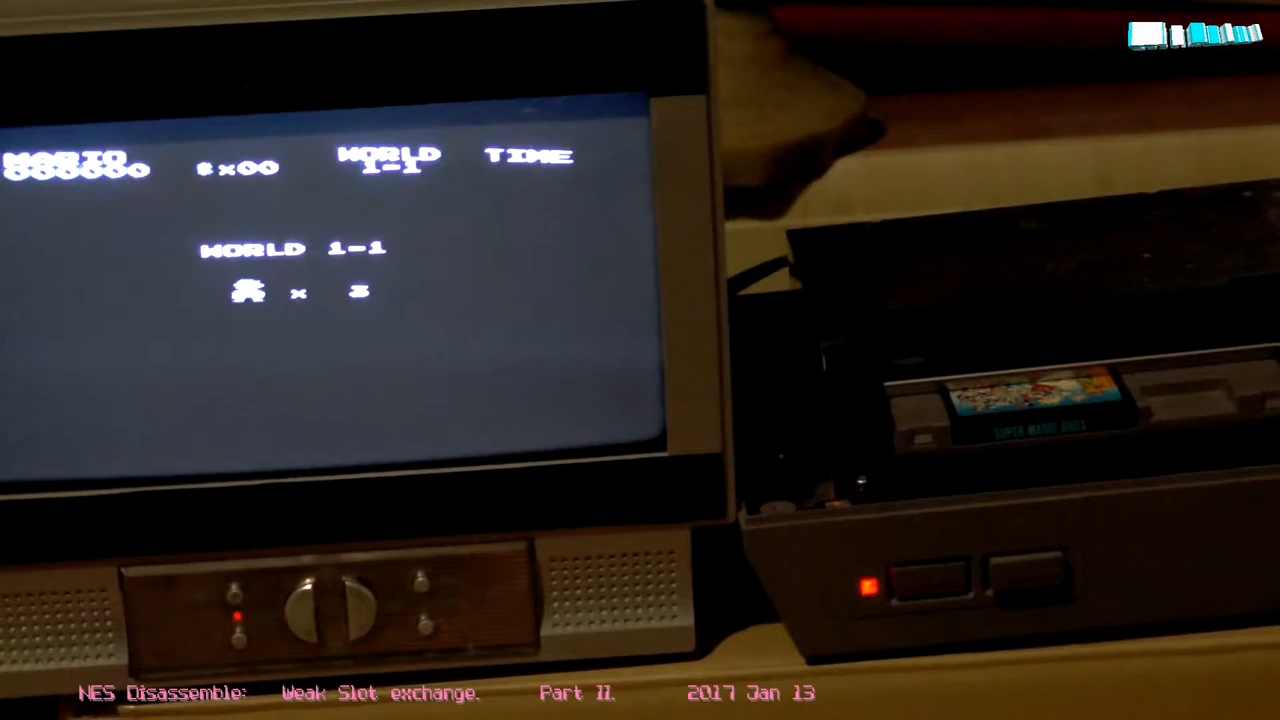 MARIO WORLD TIME
000000 $x00 1-1
WORLD 1-1
x 3
SUPER MARIO BROS
NES Disassemble: Weak Slot exchange. Part II. 2017 Jan 13